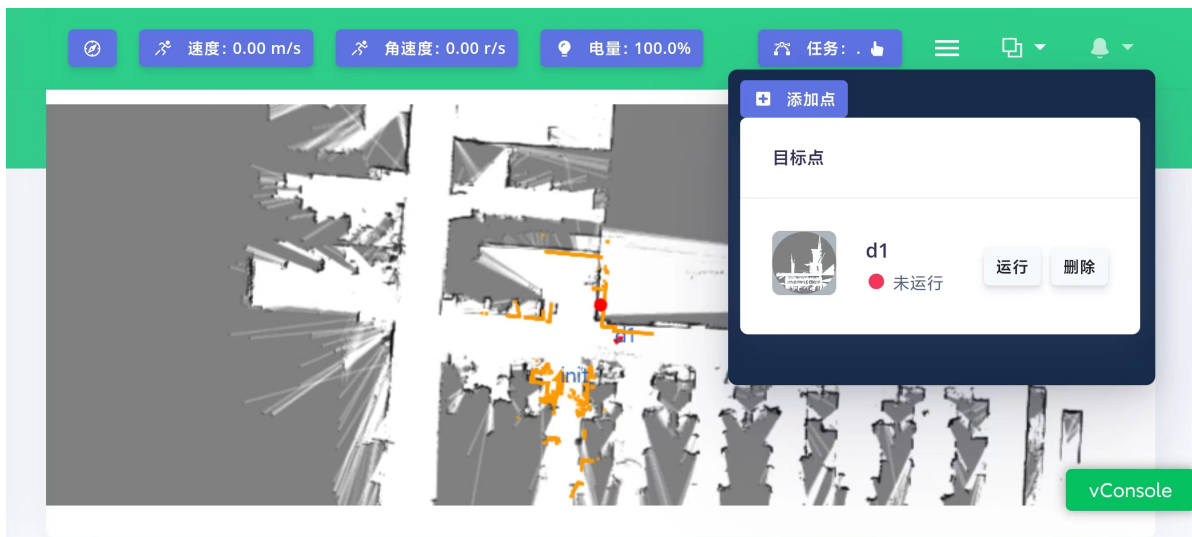 速度: 0.00 m/s
角速度: 0.00 r/s
电量: 100.0%
任务: .
添加点
目标点
d1
未运行
运行
删除
d1
init
vConsole